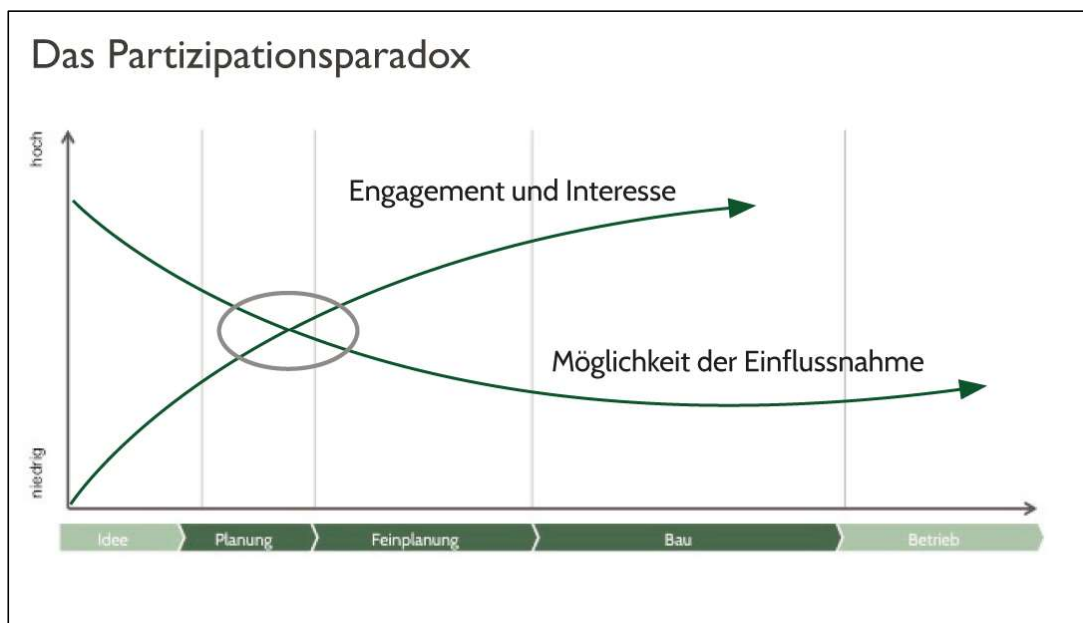 Das Partizipationsparadox
hoch
Engagement und Interesse
Möglichkeit der Einflussnahme
niedrig
Idee
Planung
Feinplanung
Bau
Betrieb